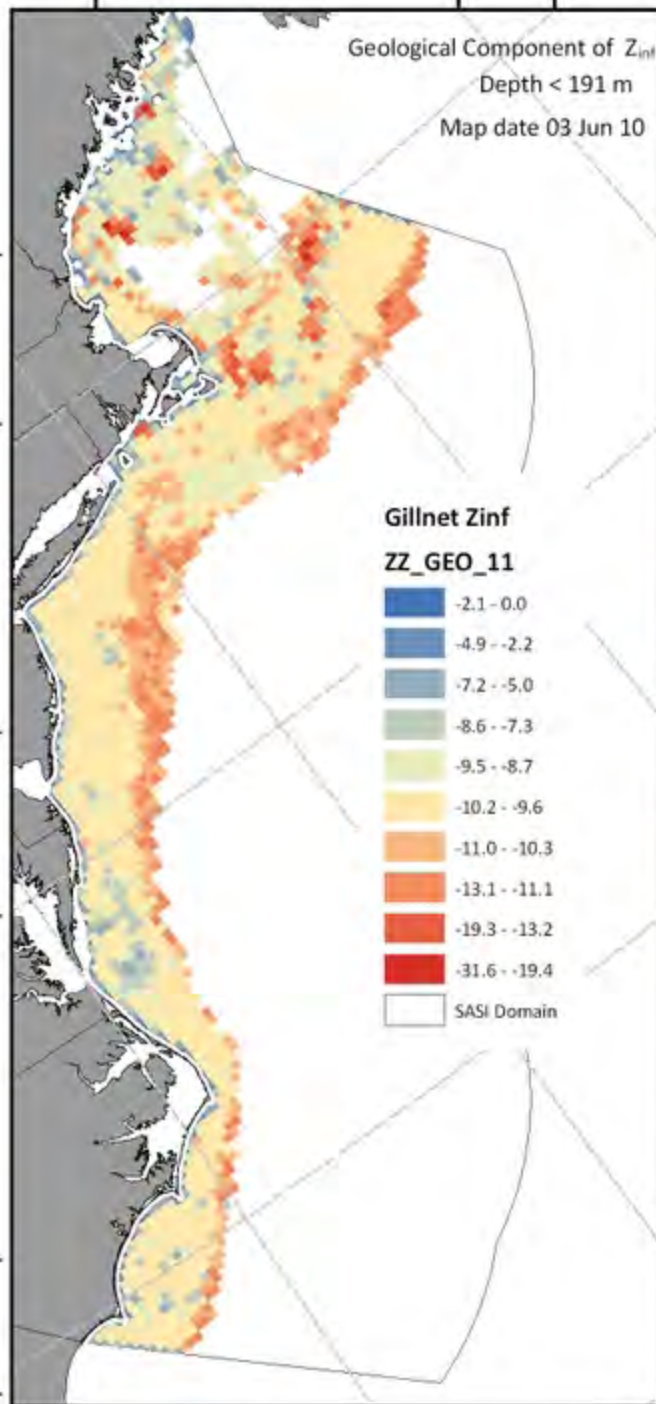 Geological Component of Zinf
Depth < 191 m
Map date 03 Jun 10
Gillnet Zinf
ZZ_GEO_11
-2.1 - 0.0
-4.9 - -2.2
-7.2 - -5.0
-8.6 - -7.3
-9.5 - -8.7
-10.2 - -9.6
-11.0 - -10.3
-13.1 - -11.1
-19.3 - -13.2
-31.6 - -19.4
SASI Domain